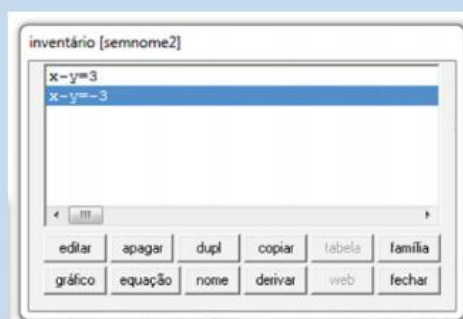 inventário [semnome2]
x-y=3
x-y=-3
editar apagar dupl copiar tabela família
gráfico equação nome derivar web fechar